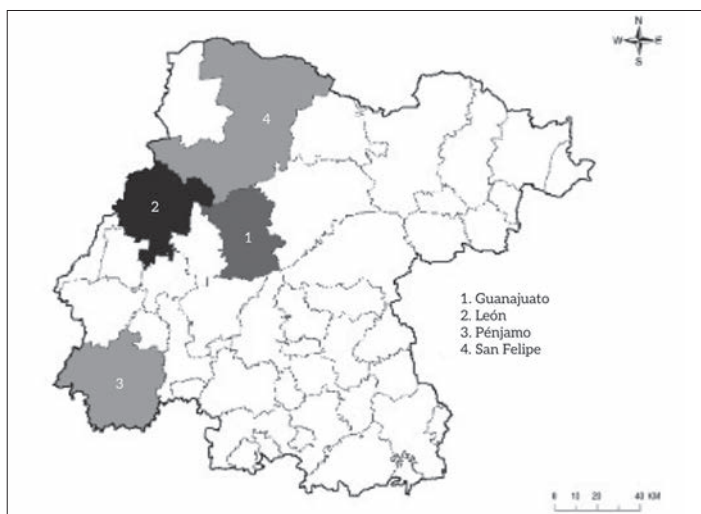 N
W E
S
4
2
1
3
1. Guanajuato
2. León
3. Pénjamo
4. San Felipe
0 10 20 40 KM